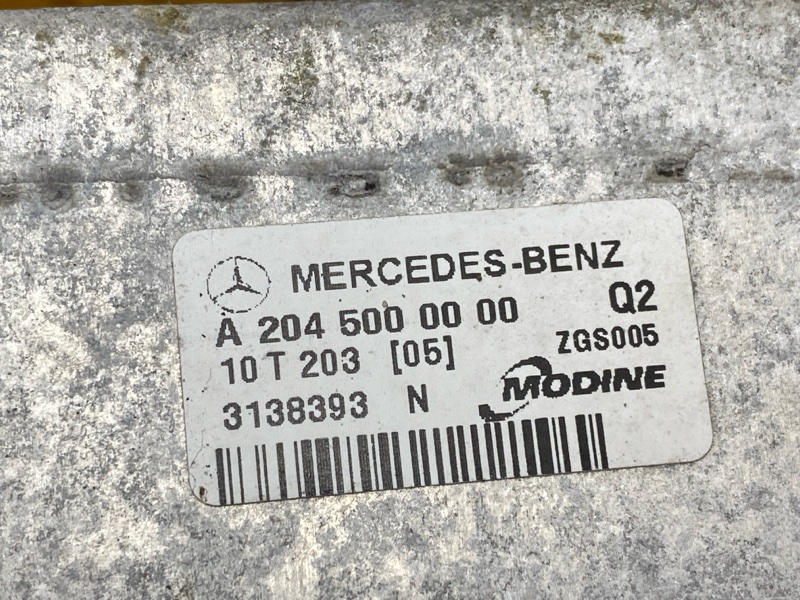 MERCEDES-BENZ
A 204 500 00 00 Q2
10 T 203 [05] ZGS005
3138393 N MODINE